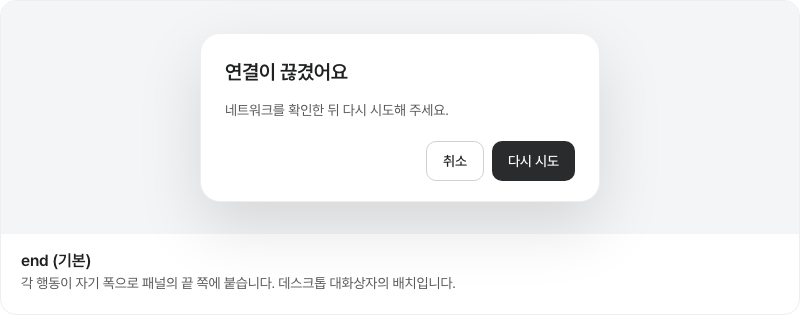 연결이 끊겼어요
네트워크를 확인한 뒤 다시 시도해 주세요.
취소
다시 시도
end (기본)
각 행동이 자기 폭으로 패널의 끝 쪽에 붙습니다. 데스크톱 대화상자의 배치입니다.